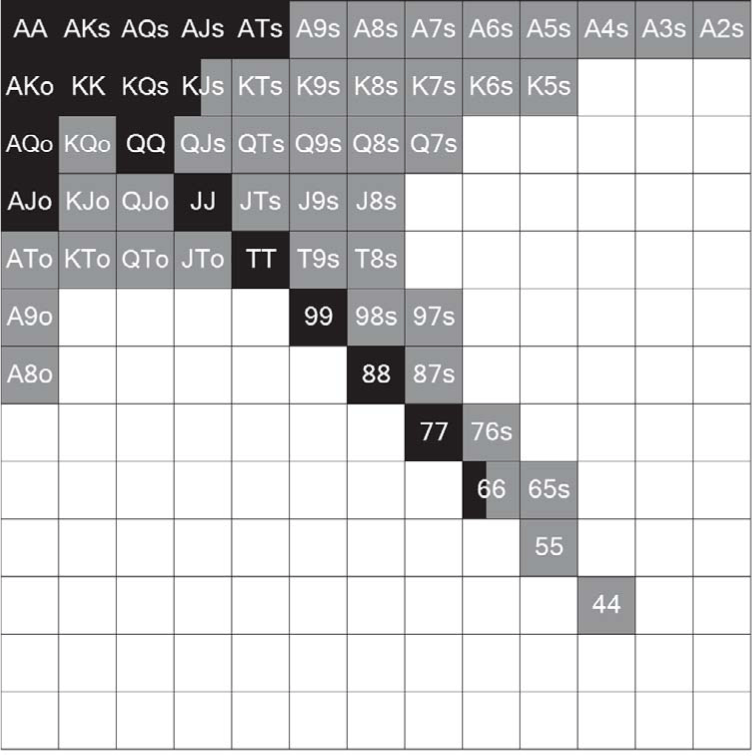 AA AKs AQs AJs ATs A9s A8s A7s A6s A5s A4s A3s A2s
AKo KK KQs KJs KTs K9s K8s K7s K6s K5s
AQo KQo QQ QJs QTs Q9s Q8s Q7s
AJo KJo QJo JJ JTs J9s J8s
ATo KTo QTo JTo TT T9s T8s
A9o 99 98s 97s
A8o 88 87s
77 76s
66 65s
55
44